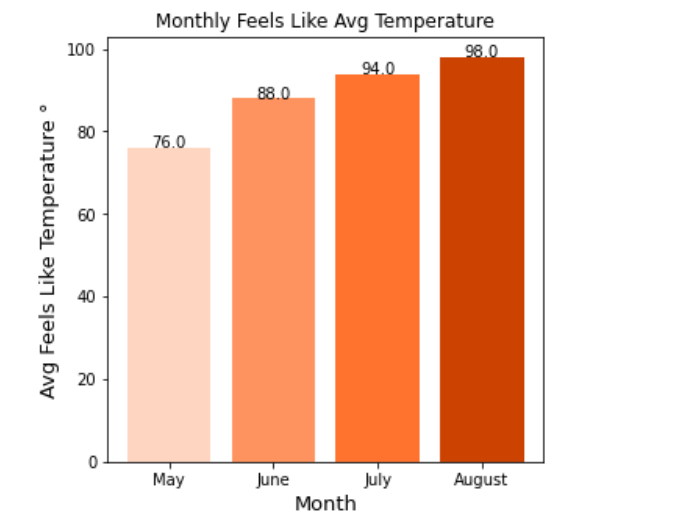 Monthly Feels Like Avg Temperature
Avg Feels Like Temperature °
100
80
60
40
20
0
76.0
88.0
94.0
98.0
May
June
July
August
Month